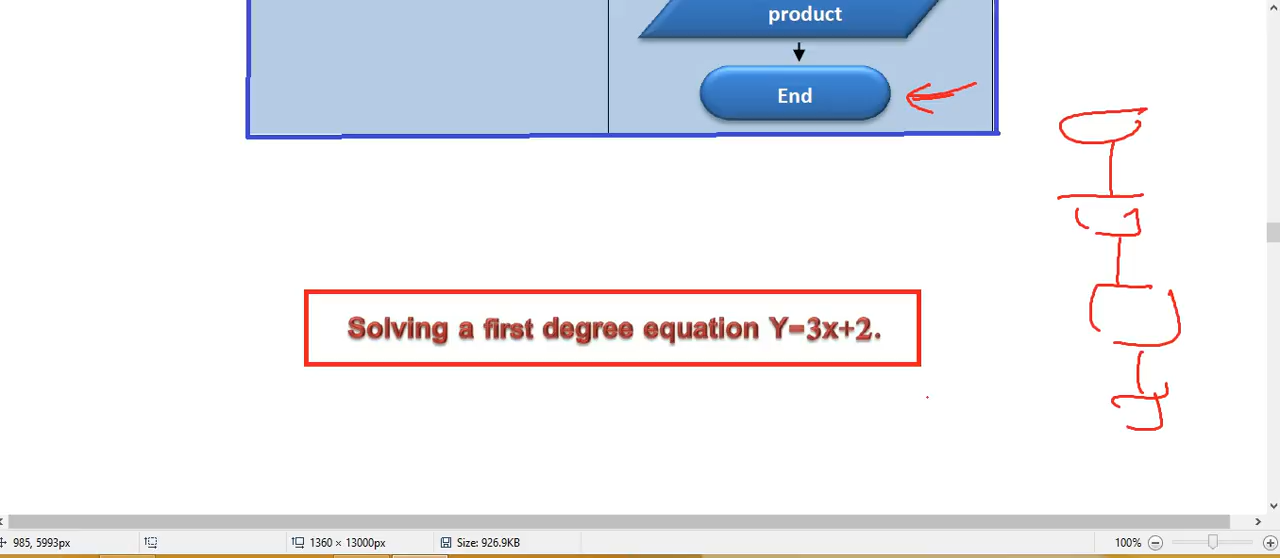 product
End
Solving a first degree equation Y=3x+2.
985, 5993px
1360 × 13000px
Size: 926.9KB
100%